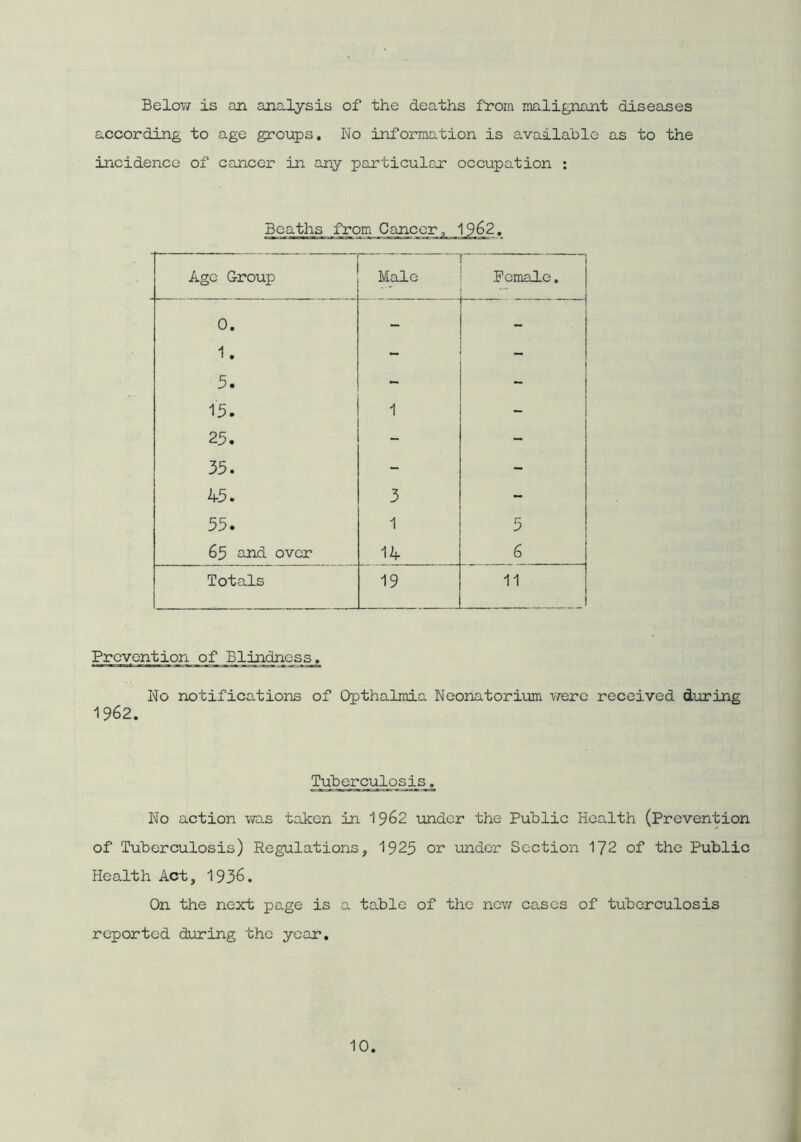 Below is an analysis of the deaths from malignant diseases
according to age groups. No information is available as to the
incidence of cancer in any particular occupation :
Deaths from Cancer, 1962.
Age Group Male Female.
0. - -
1. - -
5. - -
15. 1 -
25. - -
35. - -
45. 3 -
55. 1 5
65 and over 14 6
Totals 19 11
Prevention of Blindness.
No notifications of Opthalmia Neonatorium were received during
1962.
Tuberculosis.
No action was taken in 1962 under the Public Health (Prevention
of Tuberculosis) Regulations, 1925 or under Section 172 of the Public
Health Act, 1936.
On the next page is a table of the new cases of tuberculosis
reported during the year.
10.